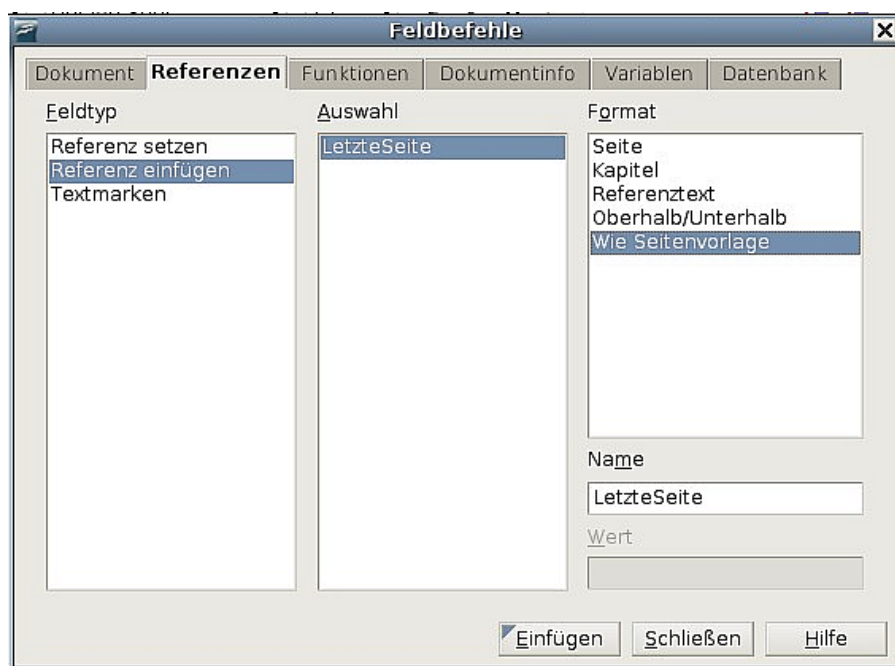 Feldbefehle
Dokument Referenzen Funktionen Dokumentinfo Variablen Datenbank
Feldtyp
Referenz setzen
Referenz einfügen
Textmarken
Auswahl
LetzteSeite
Format
Seite
Kapitel
Referenztext
Oberhalb/Unterhalb
Wie Seitenvorlage
Name
LetzteSeite
Wert
Einfügen Schließen Hilfe